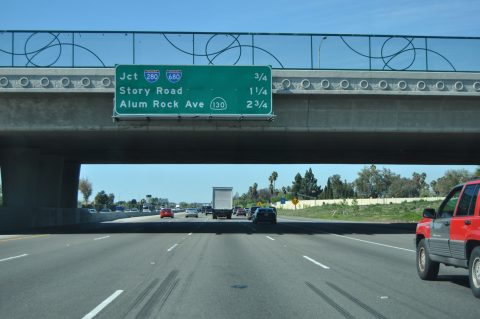 Jct 280 680 3/4
Story Road 1 1/4
Alum Rock Ave 130 2 3/4